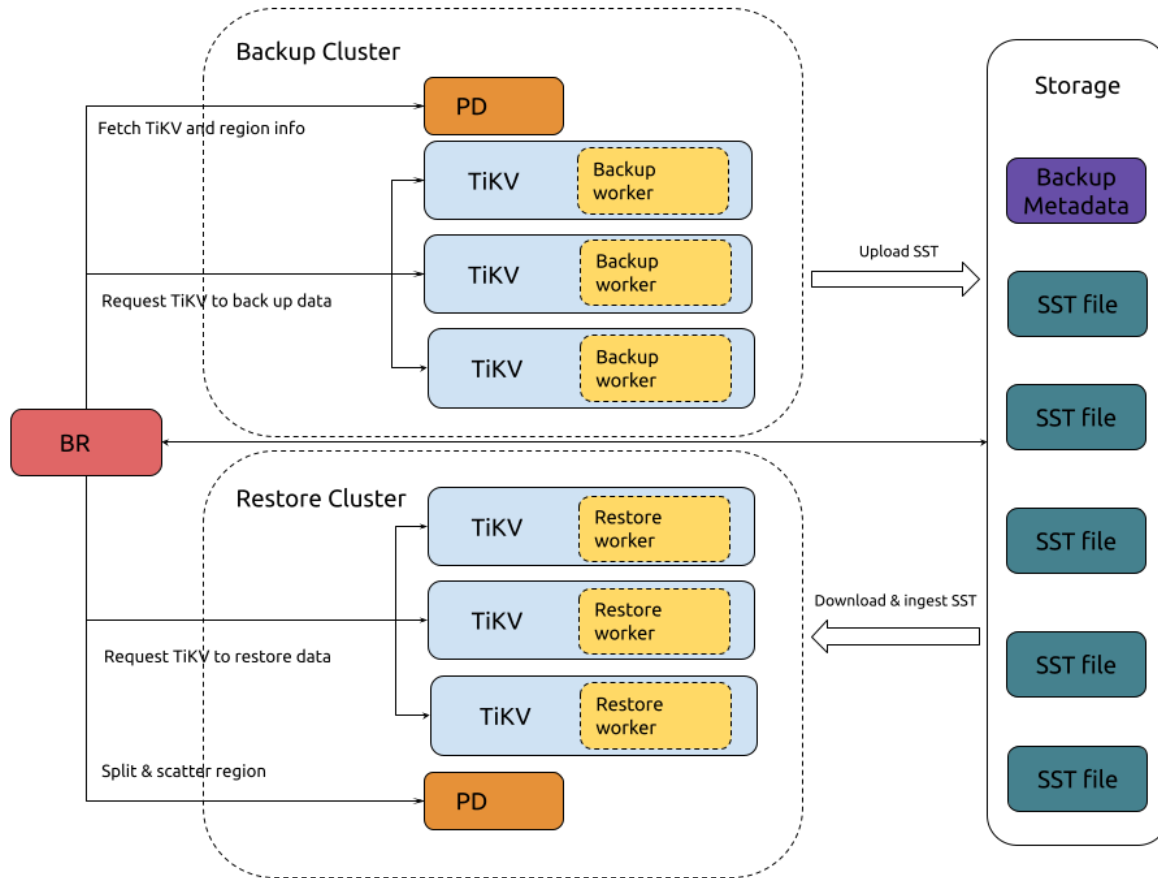 Backup Cluster
PD
Fetch TiKV and region info
TiKV
Backup
worker
TiKV
Backup
worker
Request TiKV to back up data
TiKV
Backup
worker
Upload SST
BR
Restore Cluster
TiKV
Restore
worker
TiKV
Restore
worker
Request TiKV to restore data
TiKV
Restore
worker
Split & scatter region
PD
Download & ingest SST
Storage
Backup
Metadata
SST file
SST file
SST file
SST file
SST file